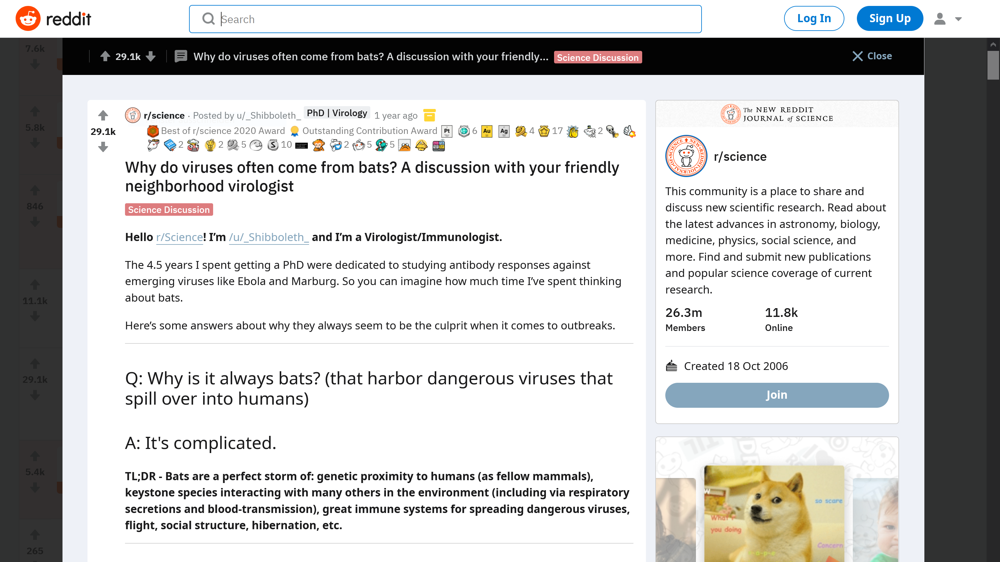 reddit
Search
Log In
Sign Up
29.1k
Why do viruses often come from bats? A discussion with your friendly...
Science Discussion
Close
7.6k
5.8k
846
11.1k
29.1k
5.4k
265
29.1k
r/science · Posted by u/_Shibboleth_ PhD | Virology 1 year ago
Best of r/science 2020 Award Outstanding Contribution Award Pt 6 Au Ag 4 17 2
2 2 5 S 10 2 5 5
Why do viruses often come from bats? A discussion with your friendly
neighborhood virologist
Science Discussion
Hello r/Science! I’m /u/_Shibboleth_ and I’m a Virologist/Immunologist.
The 4.5 years I spent getting a PhD were dedicated to studying antibody responses against
emerging viruses like Ebola and Marburg. So you can imagine how much time I’ve spent thinking
about bats.
Here’s some answers about why they always seem to be the culprit when it comes to outbreaks.
Q: Why is it always bats? (that harbor dangerous viruses that
spill over into humans)
A: It's complicated.
TL;DR - Bats are a perfect storm of: genetic proximity to humans (as fellow mammals),
keystone species interacting with many others in the environment (including via respiratory
secretions and blood-transmission), great immune systems for spreading dangerous viruses,
flight, social structure, hibernation, etc.
The NEW REDDIT
JOURNAL of SCIENCE
r/science
This community is a place to share and
discuss new scientific research. Read about
the latest advances in astronomy, biology,
medicine, physics, social science, and
more. Find and submit new publications
and popular science coverage of current
research.
26.3m
Members
11.8k
Online
Created 18 Oct 2006
Join
so scare
What r
you doing
Concern